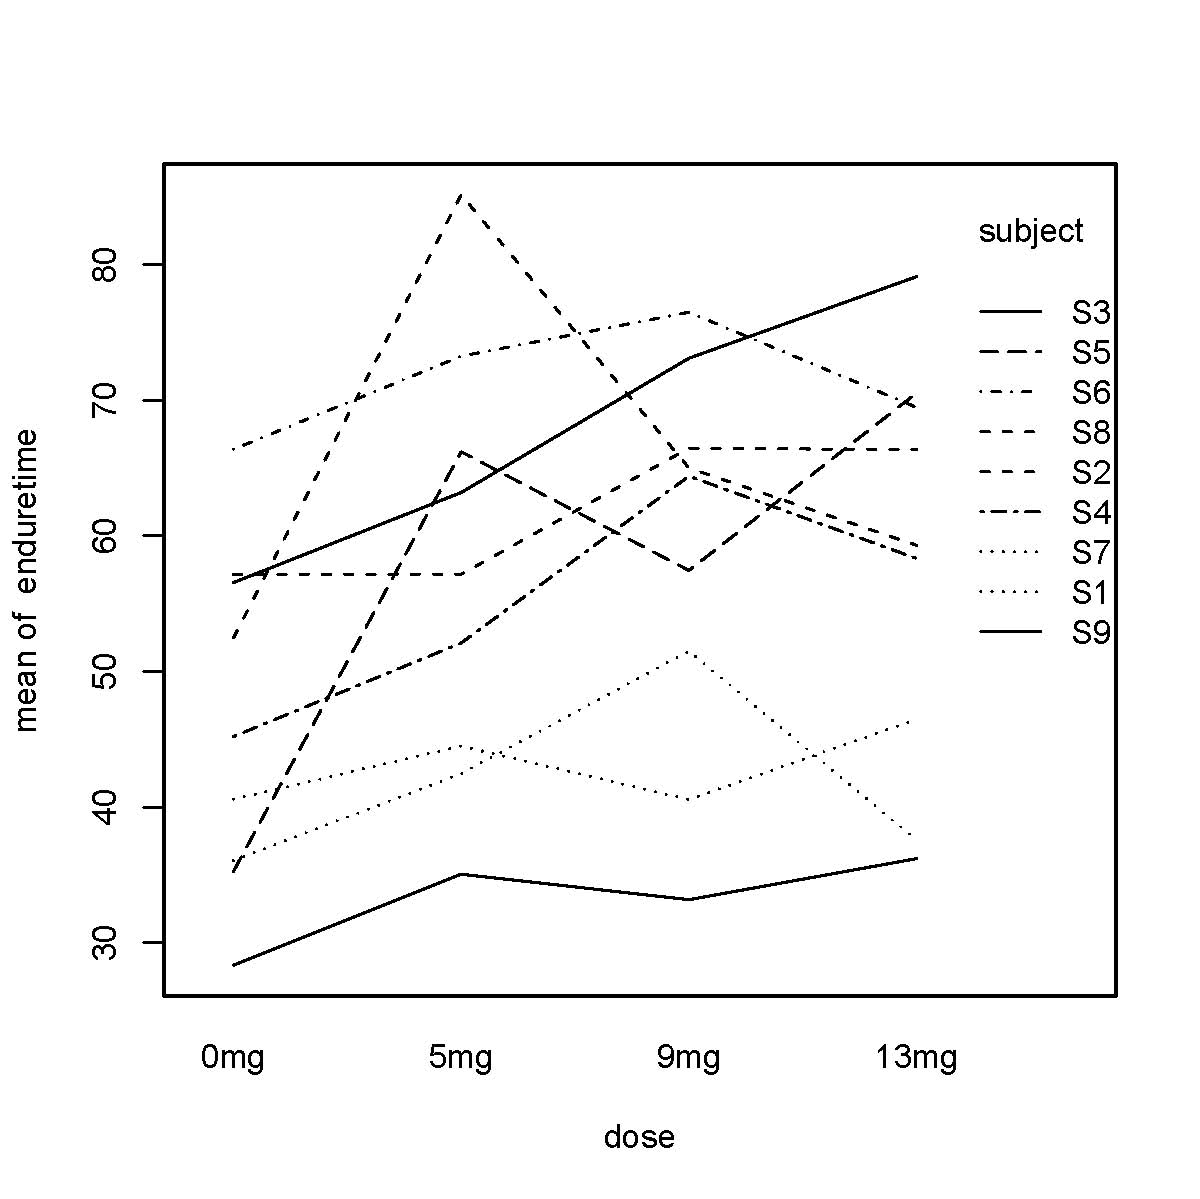 subject
S3
S5
S6
S8
S2
S4
S7
S1
S9
mean of enduretime
80
70
60
50
40
30
0mg 5mg 9mg 13mg
dose